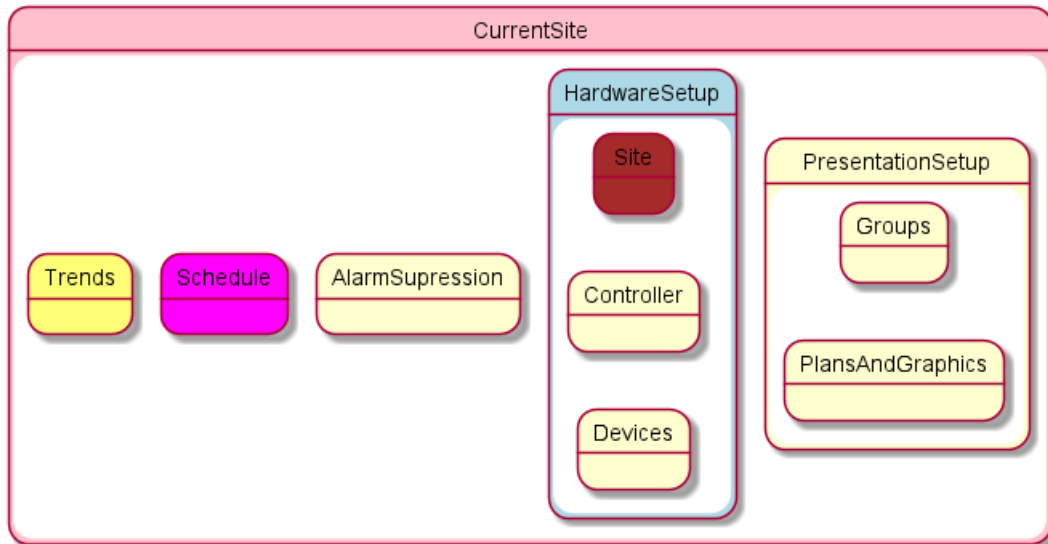 CurrentSite
Trends
Schedule
AlarmSupression
HardwareSetup
Site
Controller
Devices
PresentationSetup
Groups
PlansAndGraphics